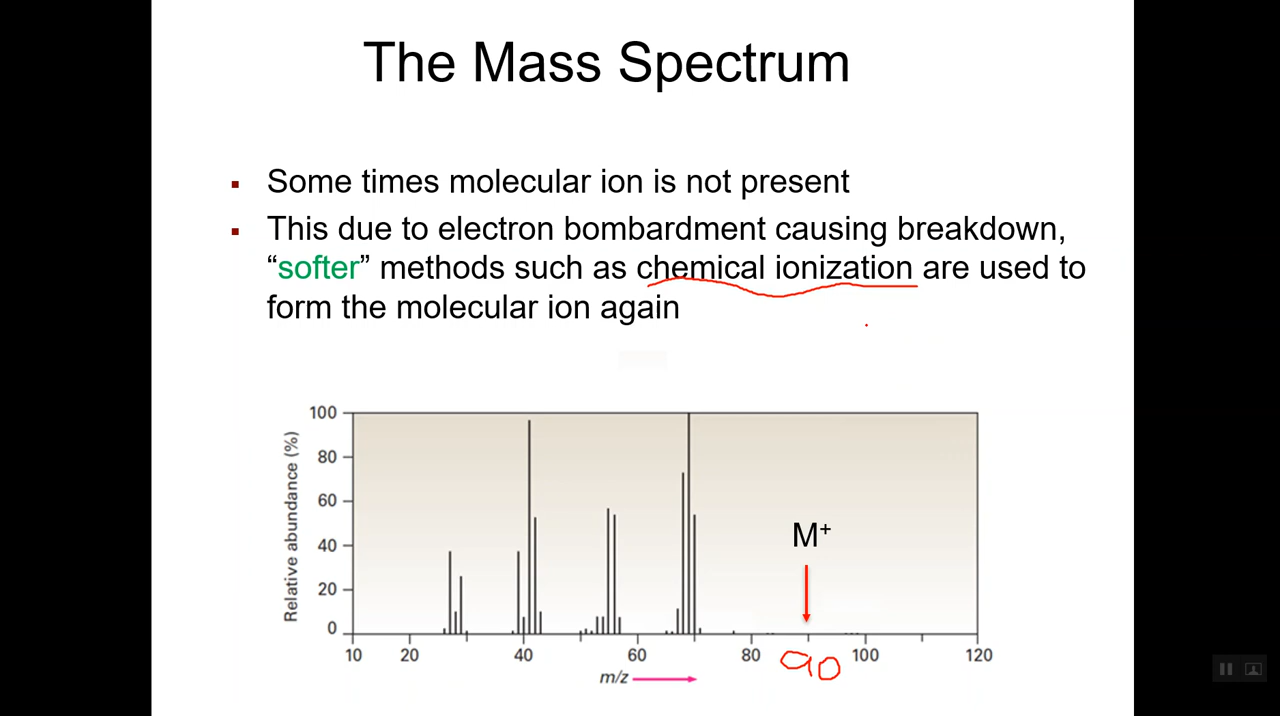 The Mass Spectrum
▪ Some times molecular ion is not present
▪ This due to electron bombardment causing breakdown,
“softer” methods such as chemical ionization are used to
form the molecular ion again
Relative abundance (%)
100
80
60
40
20
0
M⁺
10 20 40 60 80 90 100 120
m/z